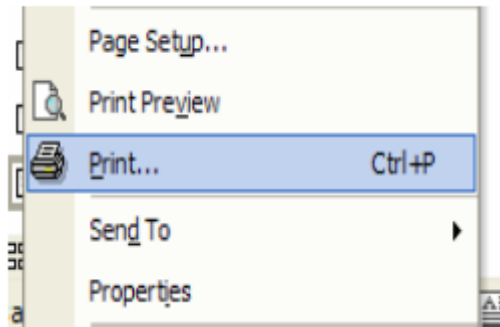 Page Setup...
Print Preview
Print... Ctrl+P
Send To
Properties